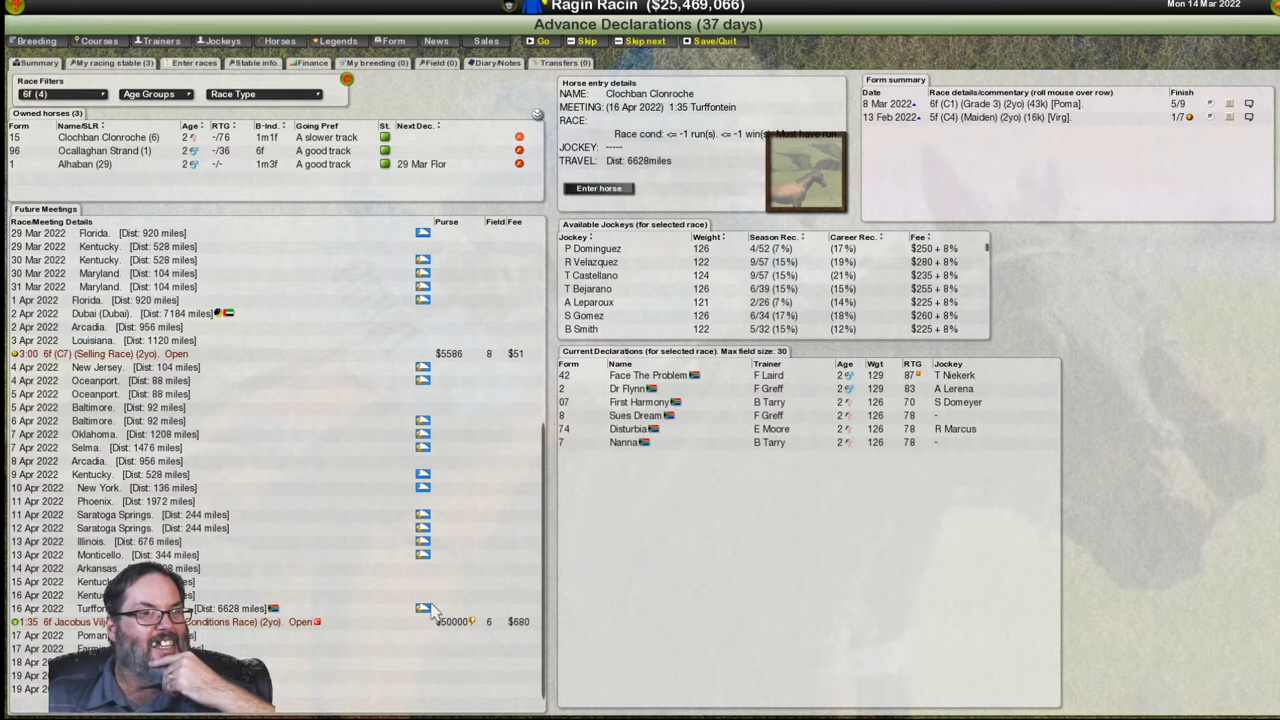 Ragin Racin ($25,469,066)
Mon 14 Mar 2022
Advance Declarations (37 days)
Breeding Courses Trainers Jockeys Horses Legends Form News Sales Go Skip Skip next Save/Quit
Summary My racing stable (3) Enter races Stable info. Finance My breeding (0) Field (0) Diary/Notes Transfers (0)
Race Filters
6f (4) Age Groups Race Type
Owned horses (3)
Form Name/SLR Age RTG B-Ind. Going Pref St. Next Dec.
15 Clochban Clonroche (6) 2 -/76 1m1f A slower track
96 Ocallaghan Strand (1) 2 -/36 6f A good track
1 Alhaban (29) 2 -/- 1m3f A good track 29 Mar Flor
Future Meetings
Race/Meeting Details Purse Field Fee
29 Mar 2022 Florida. [Dist: 920 miles]
29 Mar 2022 Kentucky. [Dist: 528 miles]
30 Mar 2022 Kentucky. [Dist: 528 miles]
30 Mar 2022 Maryland. [Dist: 104 miles]
31 Mar 2022 Maryland. [Dist: 104 miles]
1 Apr 2022 Florida. [Dist: 920 miles]
2 Apr 2022 Dubai (Dubai). [Dist: 7184 miles]
2 Apr 2022 Arcadia. [Dist: 956 miles]
3 Apr 2022 Louisiana. [Dist: 1120 miles]
3:00 6f (C7) (Selling Race) (2yo). Open $5586 8 $51
4 Apr 2022 New Jersey. [Dist: 104 miles]
4 Apr 2022 Oceanport. [Dist: 88 miles]
5 Apr 2022 Oceanport. [Dist: 88 miles]
5 Apr 2022 Baltimore. [Dist: 92 miles]
6 Apr 2022 Baltimore. [Dist: 92 miles]
7 Apr 2022 Oklahoma. [Dist: 1208 miles]
7 Apr 2022 Selma. [Dist: 1476 miles]
8 Apr 2022 Arcadia. [Dist: 956 miles]
9 Apr 2022 Kentucky. [Dist: 528 miles]
10 Apr 2022 New York. [Dist: 136 miles]
11 Apr 2022 Phoenix. [Dist: 1972 miles]
11 Apr 2022 Saratoga Springs. [Dist: 244 miles]
12 Apr 2022 Saratoga Springs. [Dist: 244 miles]
13 Apr 2022 Illinois. [Dist: 676 miles]
13 Apr 2022 Monticello. [Dist: 344 miles]
14 Apr 2022 Arkansas. miles]
15 Apr 2022
16 Apr 2022
16 Apr 2022 [Dist: 6628 miles]
1:35 6f Jacobus Conditions Race) (2yo). Open $50000 6 $680
17 Apr 2022
17 Apr 2022
18 Apr
19 Apr
19 Apr
Horse entry details
NAME: Clochban Clonroche
MEETING: (16 Apr 2022) 1:35 Turffontein
RACE:
Race cond: <= -1 run(s). <= -1 win(s). Must have run
JOCKEY: -----
TRAVEL: Dist: 6628miles
Enter horse
Available Jockeys (for selected race)
Jockey Weight Season Rec. Career Rec. Fee
P Dominguez 126 4/52 (7%) (17%) $250 + 8%
R Velazquez 122 9/57 (15%) (19%) $280 + 8%
T Castellano 124 9/57 (15%) (21%) $235 + 8%
T Bejarano 126 6/39 (15%) (15%) $255 + 8%
A Leparoux 121 2/26 (7%) (14%) $225 + 8%
S Gomez 126 6/34 (17%) (18%) $260 + 8%
B Smith 122 5/32 (15%) (12%) $225 + 8%
Current Declarations (for selected race). Max field size: 30
Form Name Trainer Age Wgt RTG Jockey
42 Face The Problem F Laird 2 129 87 T Niekerk
2 Dr Flynn F Greff 2 129 83 A Lerena
07 First Harmony B Tarry 2 126 70 S Domeyer
8 Sues Dream F Greff 2 126 78 -
74 Disturbia E Moore 2 126 78 R Marcus
7 Nanna B Tarry 2 126 78 -
Form summary
Date Race details/commentary (roll mouse over row) Finish
8 Mar 2022 6f (C1) (Grade 3) (2yo) (43k) [Poma]. 5/9
13 Feb 2022 5f (C4) (Maiden) (2yo) (16k) [Virg]. 1/7